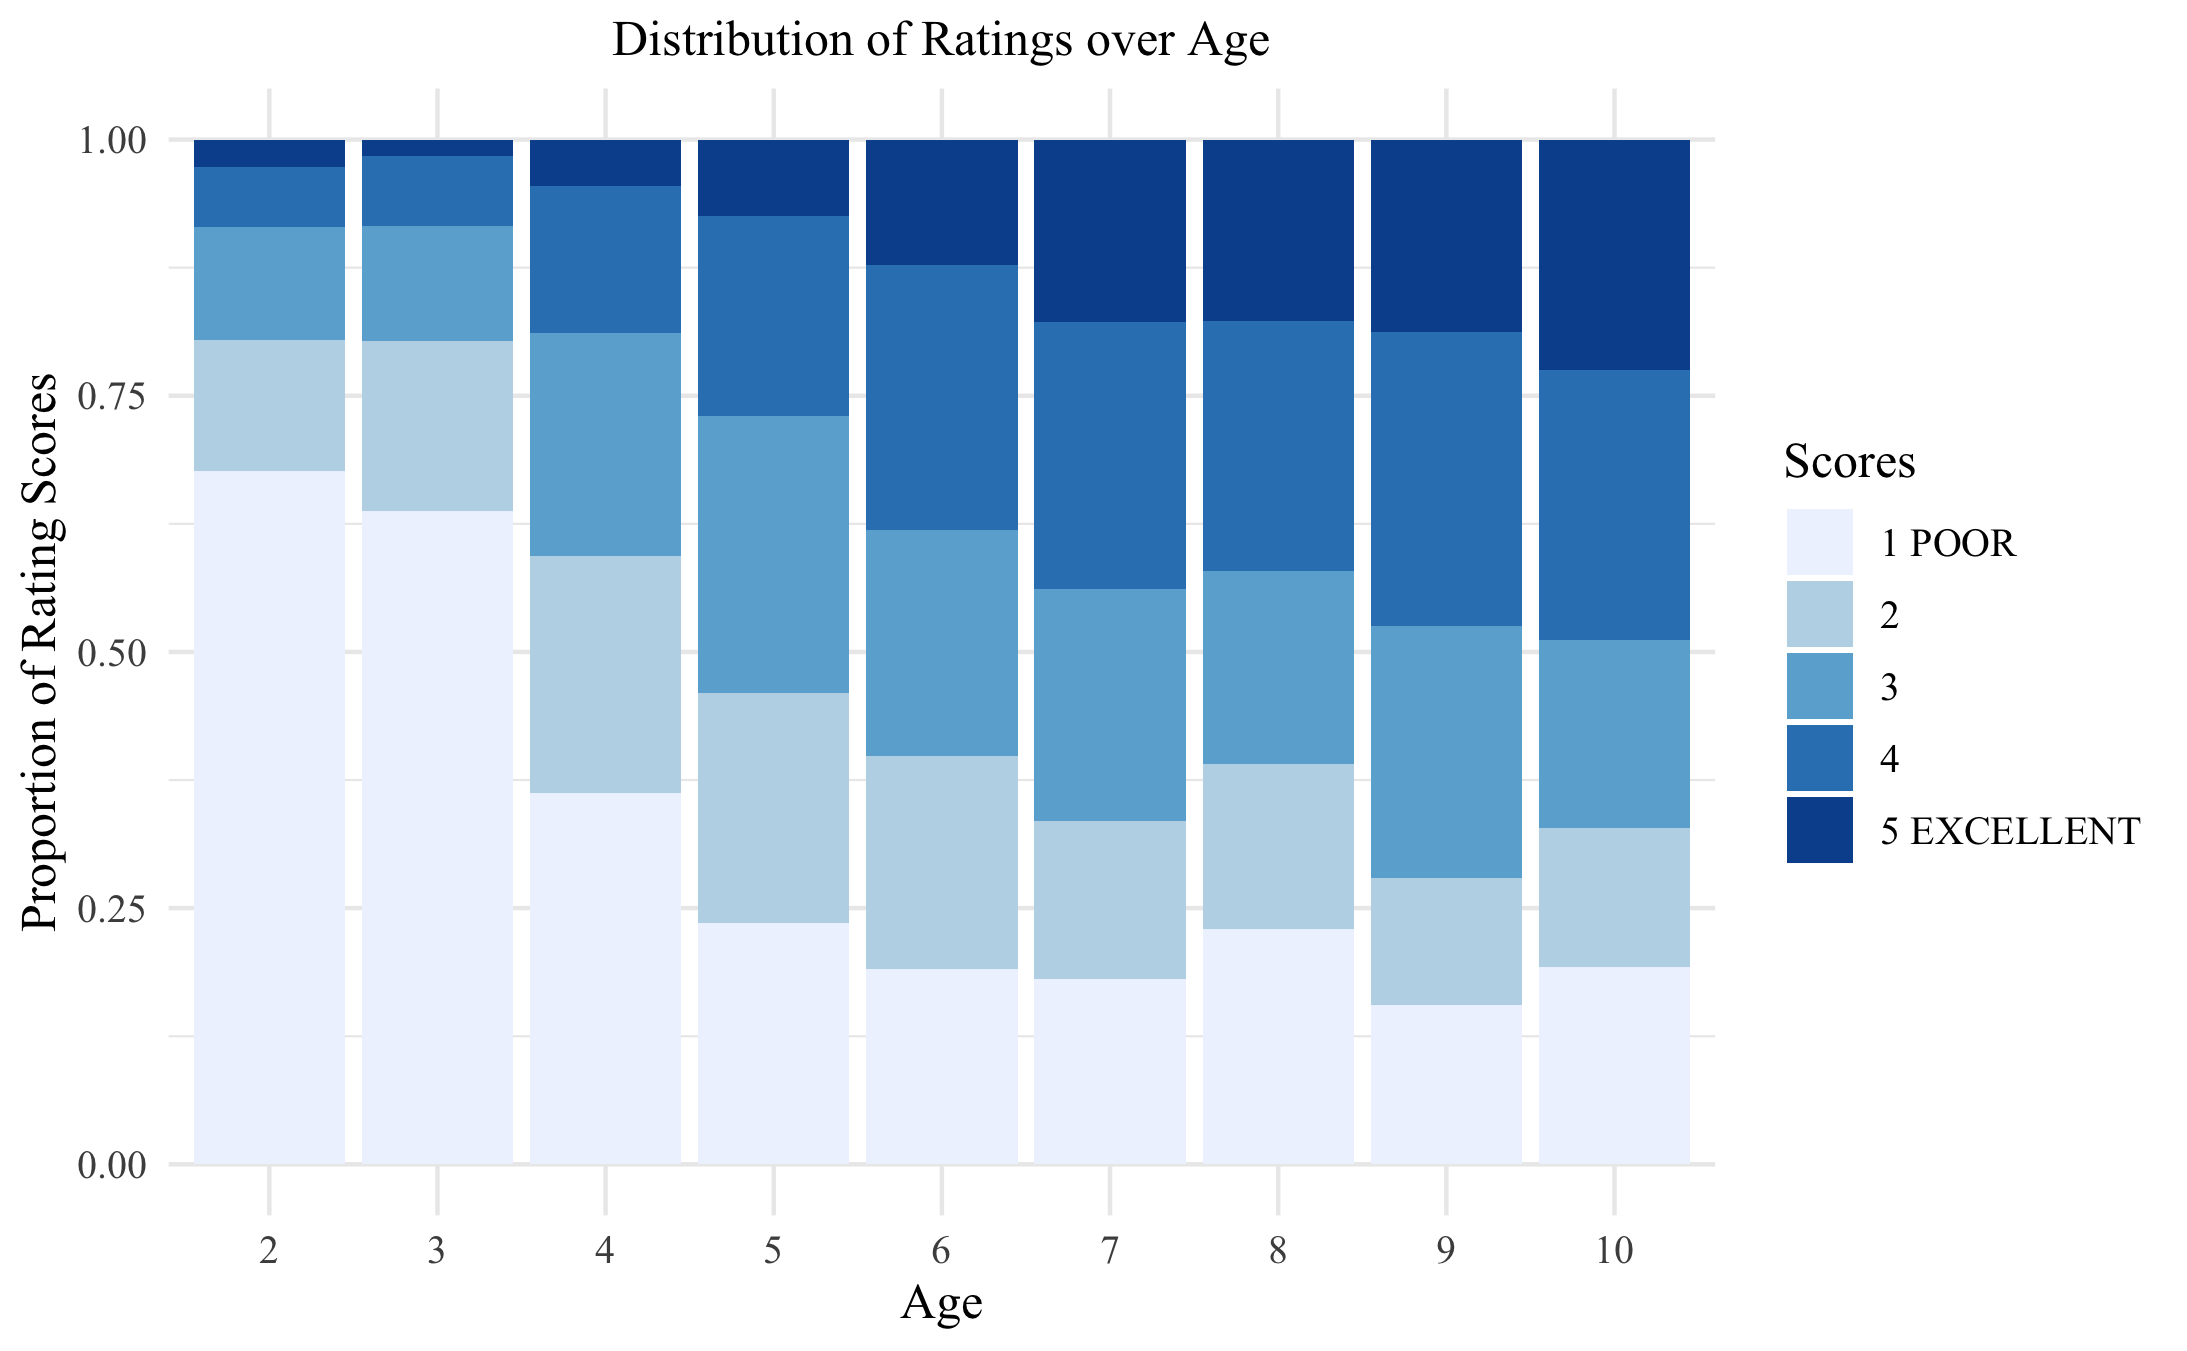 Distribution of Ratings over Age
Proportion of Rating Scores
1.00
0.75
0.50
0.25
0.00
2 3 4 5 6 7 8 9 10
Age
Scores
1 POOR
2
3
4
5 EXCELLENT